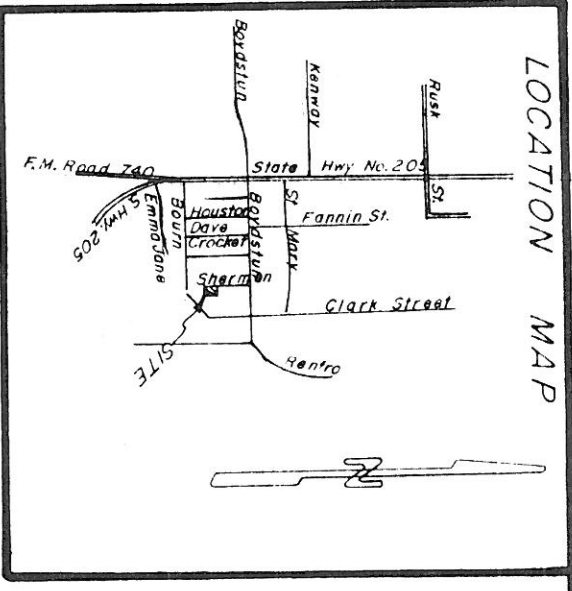 LOCATION MAP
Boydstun
Kenway
Rusk
St.
F.M. Road 740
State Hwy No. 205
S. Hwy. 205
Emma Jane
Bourn
Houston
Dave
Crocket
Boydstun
St Mary
Fannin St.
Sherman
Clark Street
SITE
Renfro
N